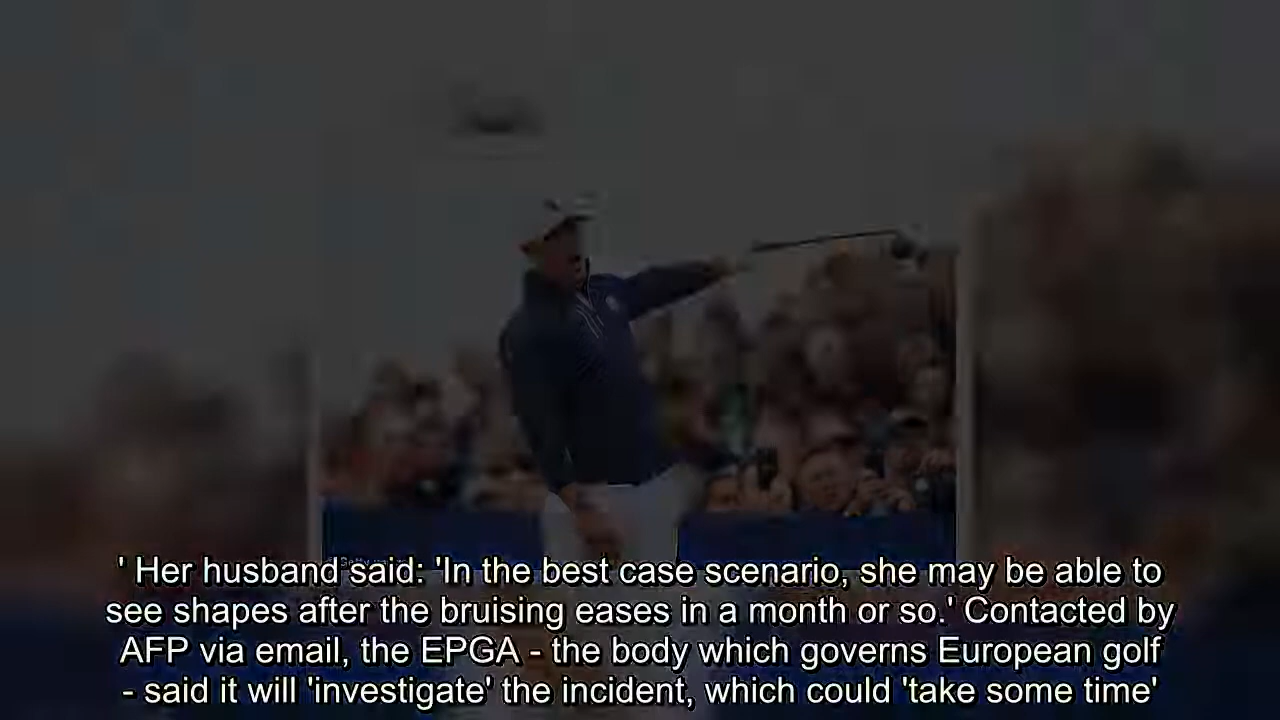 ' Her husband said: 'In the best case scenario, she may be able to
see shapes after the bruising eases in a month or so.' Contacted by
AFP via email, the EPGA - the body which governs European golf
- said it will 'investigate' the incident, which could 'take some time'